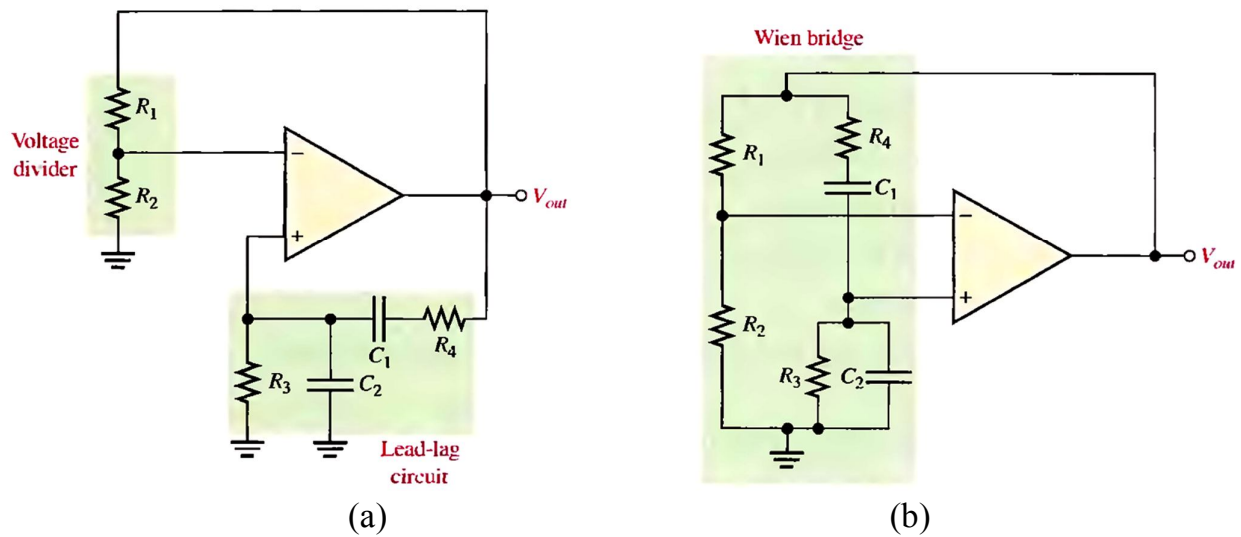 Voltage
divider
R1
R2
−
+
Vout
R3
C2
C1
R4
Lead-lag
circuit
(a)
Wien bridge
R1
R4
C1
−
+
Vout
R2
R3
C2
(b)